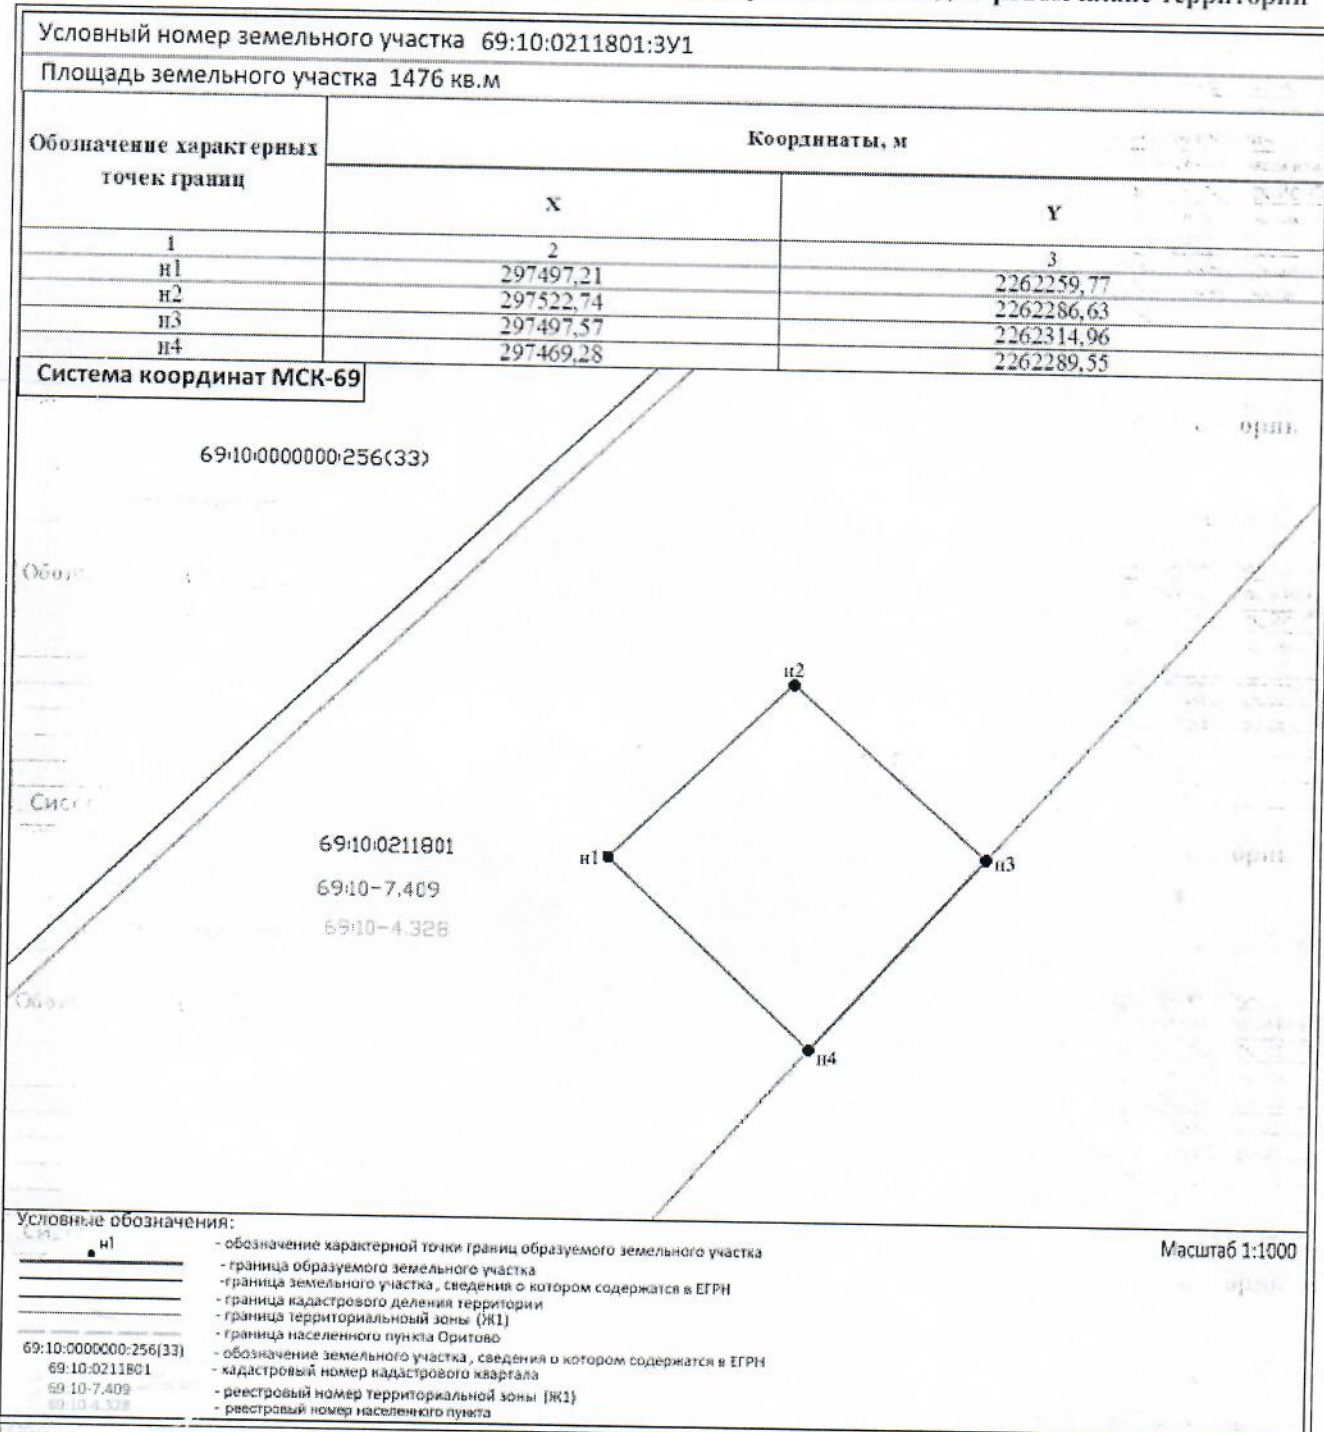 Условный номер земельного участка 69:10:0211801:ЗУ1
Площадь земельного участка 1476 кв.м
Обозначение характерных точек границ
Координаты, м
X Y
1 2 3
н1 297497,21 2262259,77
н2 297522,74 2262286,63
н3 297497,57 2262314,96
н4 297469,28 2262289,55
Система координат МСК-69
69:10:0000000:256(33)
н2
69:10:0211801
н1
н3
69:10-7.409
69:10-4.328
н4
Условные обозначения:
н1 - обозначение характерной точки границ образуемого земельного участка
Масштаб 1:1000
- граница образуемого земельного участка
-граница земельного участка, сведения о котором содержатся в ЕГРН
- граница кадастрового деления территории
- граница территориальноый зоны (Ж1)
- граница населенного пункта Оритово
69:10:0000000:256(33) - обозначение земельного участка, сведения о котором содержатся в ЕГРН
69:10:0211801 - кадастровый номер кадастрового квартала
69:10-7.409 - реестровый номер территориальной зоны (Ж1)
69:10-4.328 - реестровый номер населенного пункта